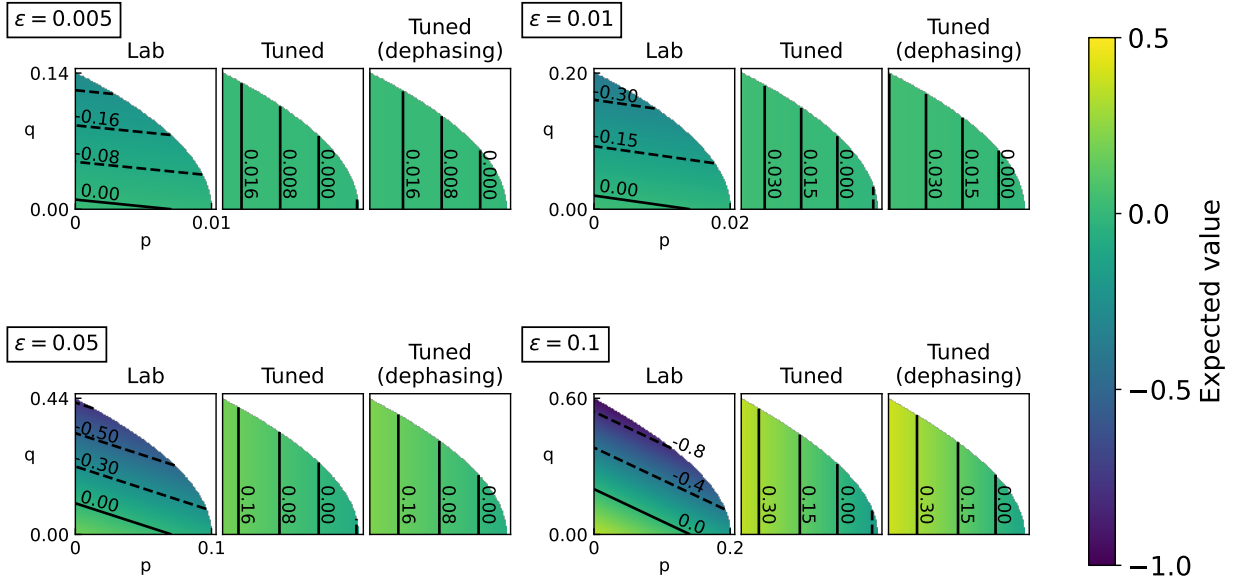 ε = 0.005
Lab
Tuned
Tuned
(dephasing)
0.14
q
0.00
-0.16
-0.08
0.00
0
0.01
p
0.016
0.008
0.000
0.016
0.008
0.000
ε = 0.01
Lab
Tuned
Tuned
(dephasing)
0.20
q
0.00
-0.30
-0.15
0.00
0
0.02
p
0.030
0.015
0.000
0.030
0.015
0.000
ε = 0.05
Lab
Tuned
Tuned
(dephasing)
0.44
q
0.00
-0.50
-0.30
0.00
0
0.1
p
0.16
0.08
0.00
0.16
0.08
0.00
ε = 0.1
Lab
Tuned
Tuned
(dephasing)
0.60
q
0.00
-0.8
-0.4
0.0
0
0.2
p
0.30
0.15
0.00
0.30
0.15
0.00
0.5
0.0
−0.5
−1.0
Expected value